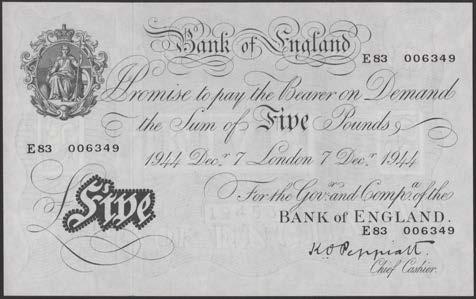 Bank of England
E83 006349
I Promise to pay the Bearer on Demand
the Sum of Five Pounds
E83 006349
1944 Decr. 7 London 7 Decr. 1944
For the Govr. and Compa. of the
BANK of ENGLAND.
£ Five
E83 006349
K O Peppiatt
Chief Cashier.